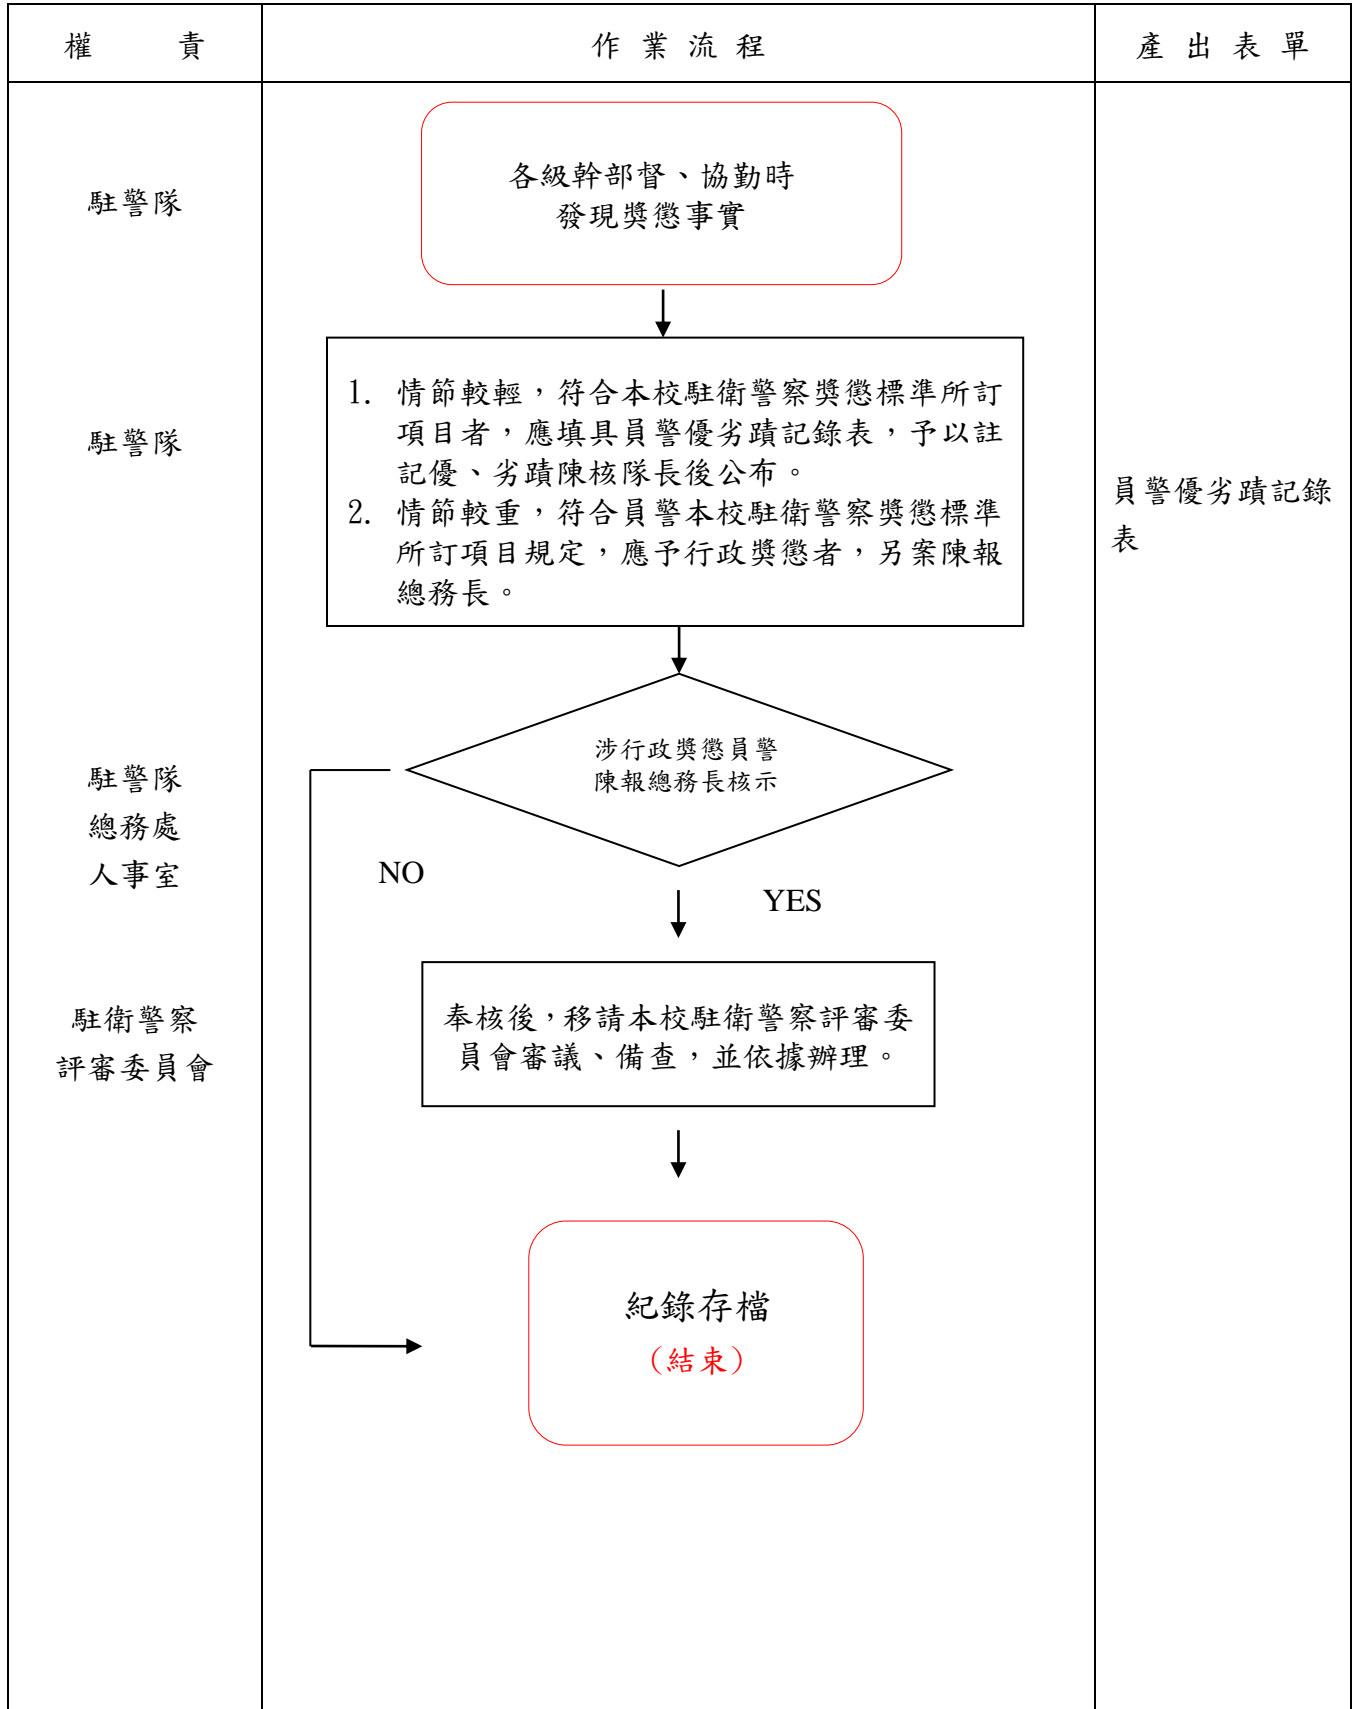 權 責 作業流程 產出表單
各級幹部督、協勤時
發現獎懲事實
駐警隊
1. 情節較輕，符合本校駐衛警察獎懲標準所訂
項目者，應填具員警優劣蹟記錄表，予以註
記優、劣蹟陳核隊長後公布。
2. 情節較重，符合員警本校駐衛警察獎懲標準
所訂項目規定，應予行政獎懲者，另案陳報
總務長。
駐警隊
員警優劣蹟記錄
表
涉行政獎懲員警
陳報總務長核示
駐警隊
總務處
人事室
NO
YES
駐衛警察
評審委員會
奉核後，移請本校駐衛警察評審委
員會審議、備查，並依據辦理。
紀錄存檔
（結束）